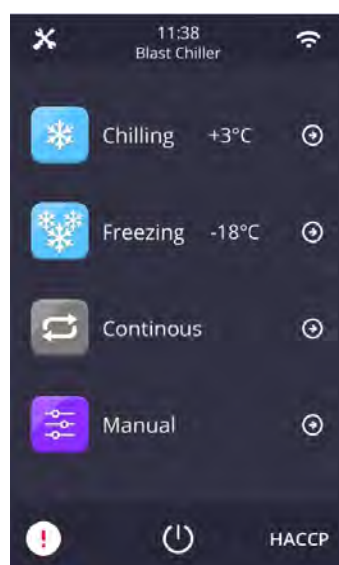 11:38
Blast Chiller
Chilling +3°C
Freezing -18°C
Continous
Manual
! HACCP